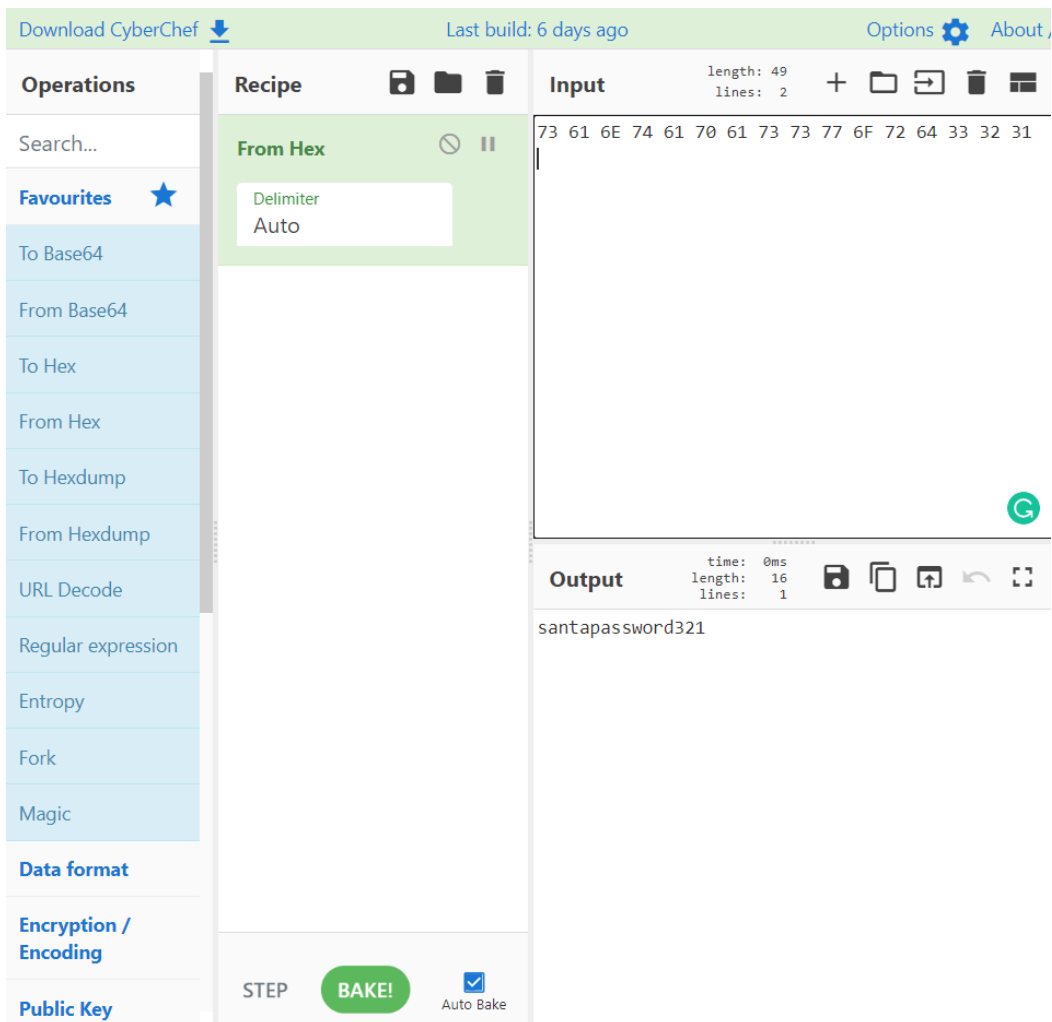 Download CyberChef
Last build: 6 days ago
Options
About /
Operations
Search...
Favourites
To Base64
From Base64
To Hex
From Hex
To Hexdump
From Hexdump
URL Decode
Regular expression
Entropy
Fork
Magic
Data format
Encryption /
Encoding
Public Key
Recipe
From Hex
Delimiter
Auto
STEP
BAKE!
Auto Bake
Input
length: 49
lines: 2
73 61 6E 74 61 70 61 73 73 77 6F 72 64 33 32 31
Output
time: 0ms
length: 16
lines: 1
santapassword321